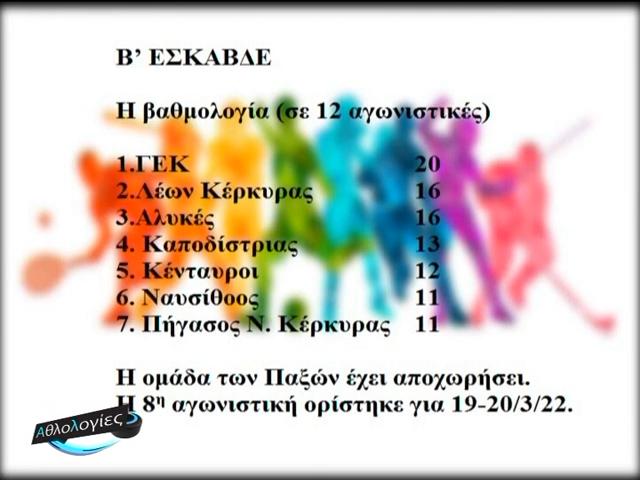 Β’ ΕΣΚΑΒΔΕ
Η βαθμολογία (σε 12 αγωνιστικές)
1.ΓΕΚ 20
2.Λέων Κέρκυρας 16
3.Αλυκές 16
4. Καποδίστριας 13
5. Κένταυροι 12
6. Ναυσίθοος 11
7. Πήγασος Ν. Κέρκυρας 11
Η ομάδα των Παξών έχει αποχωρήσει.
Η 8η αγωνιστική ορίστηκε για 19-20/3/22.
Αθλολογίες